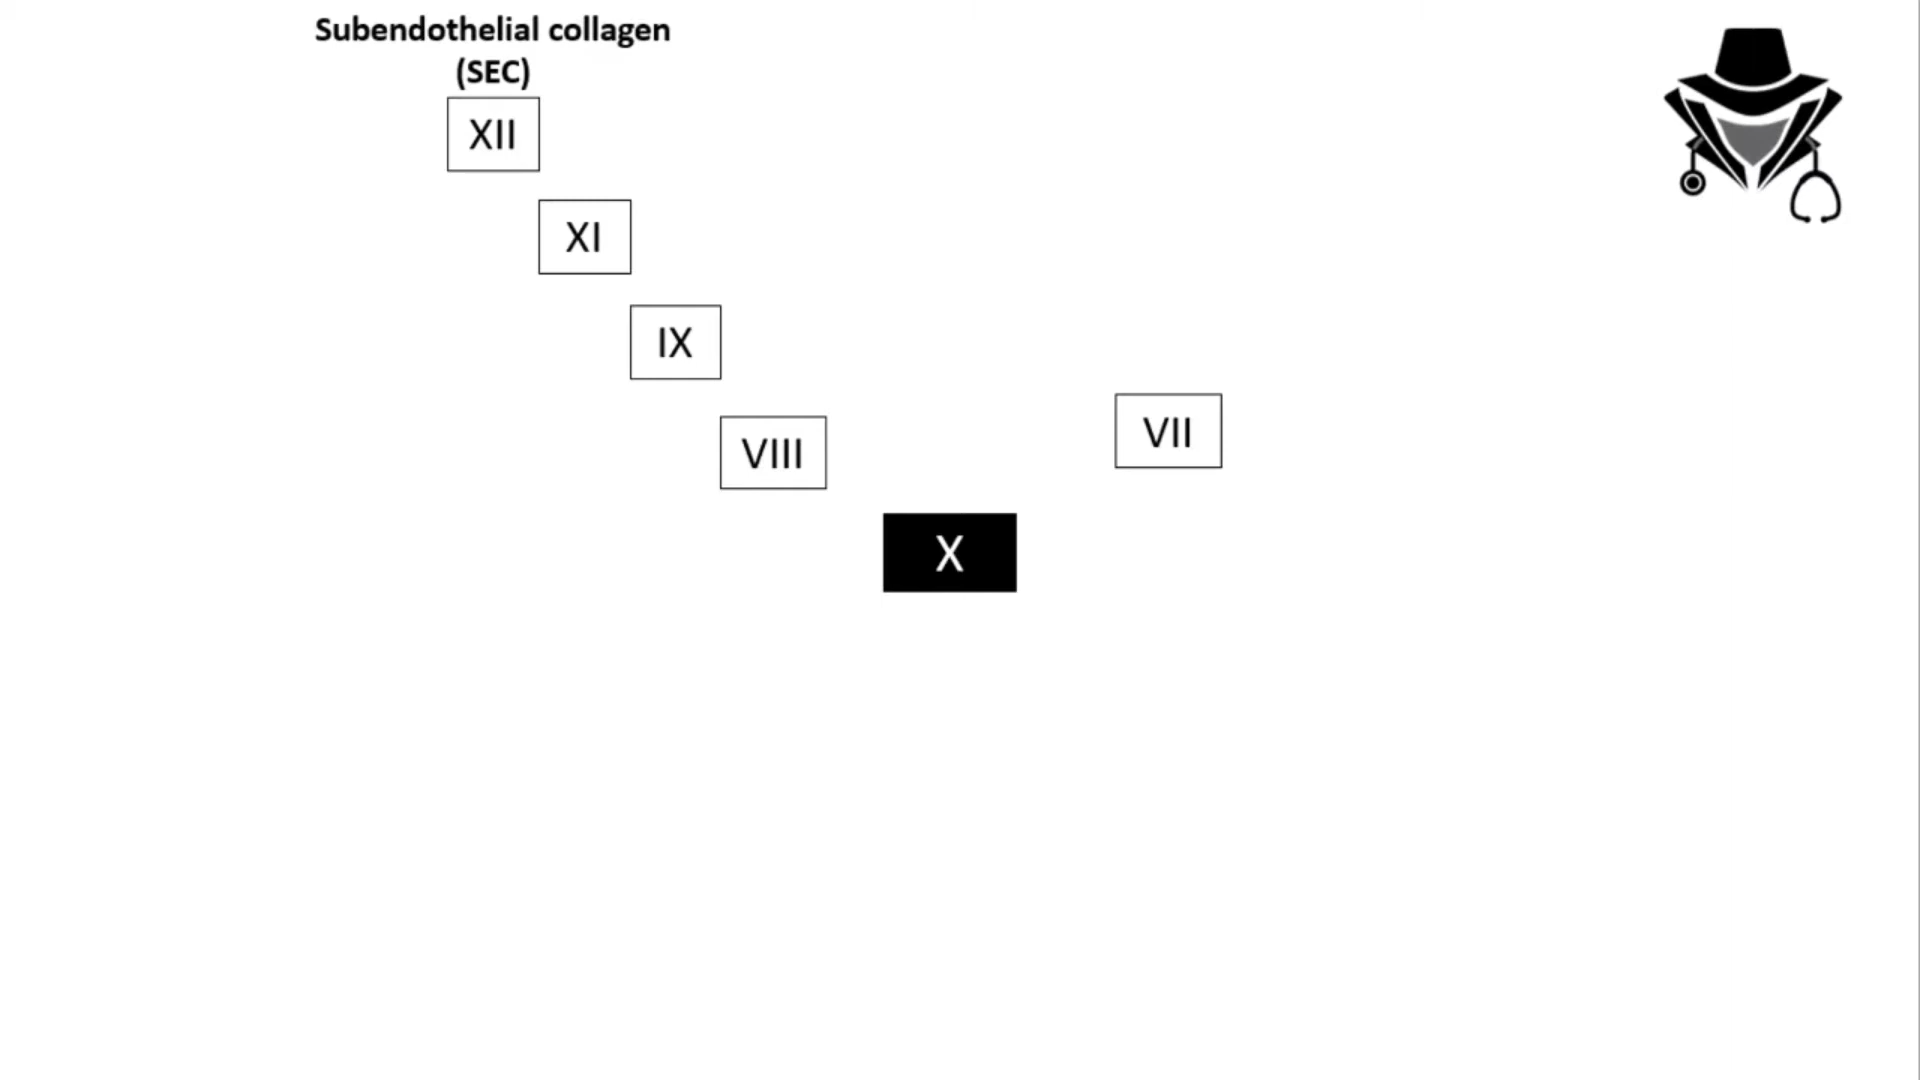 Subendothelial collagen
(SEC)
XII
XI
IX
VIII
VII
X